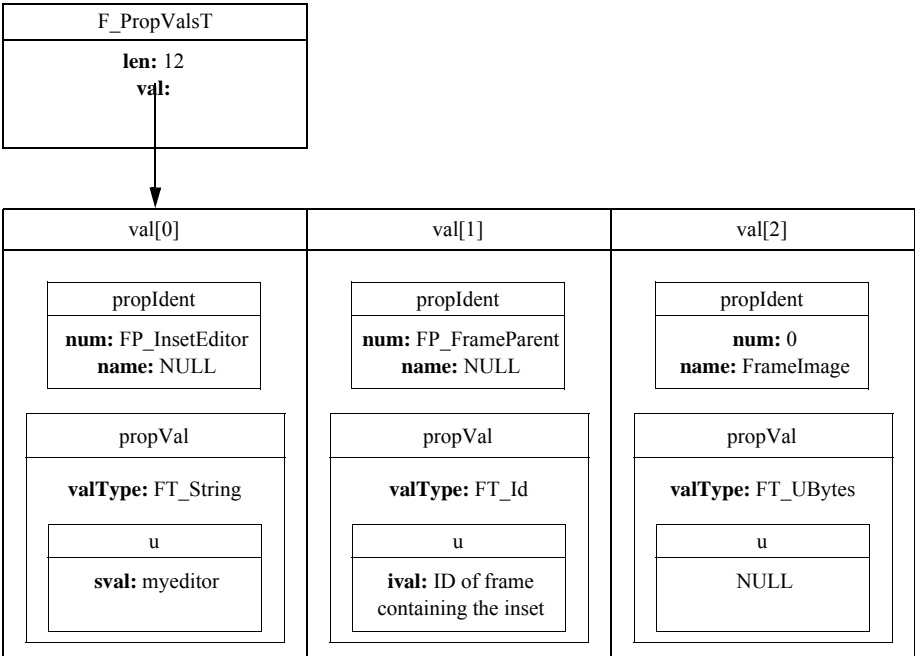 F_PropValsT
len: 12
val:
val[0]
val[1]
val[2]
propIdent
num: FP_InsetEditor
name: NULL
propIdent
num: FP_FrameParent
name: NULL
propIdent
num: 0
name: FrameImage
propVal
valType: FT_String
u
sval: myeditor
propVal
valType: FT_Id
u
ival: ID of frame
containing the inset
propVal
valType: FT_UBytes
u
NULL